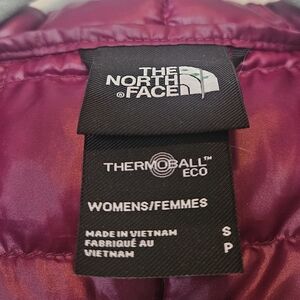 THE
NORTH
®FACE
THERMOBALL™
ECO
WOMENS/FEMMES
MADE IN VIETNAM S
FABRIQUÉ AU P
VIETNAM